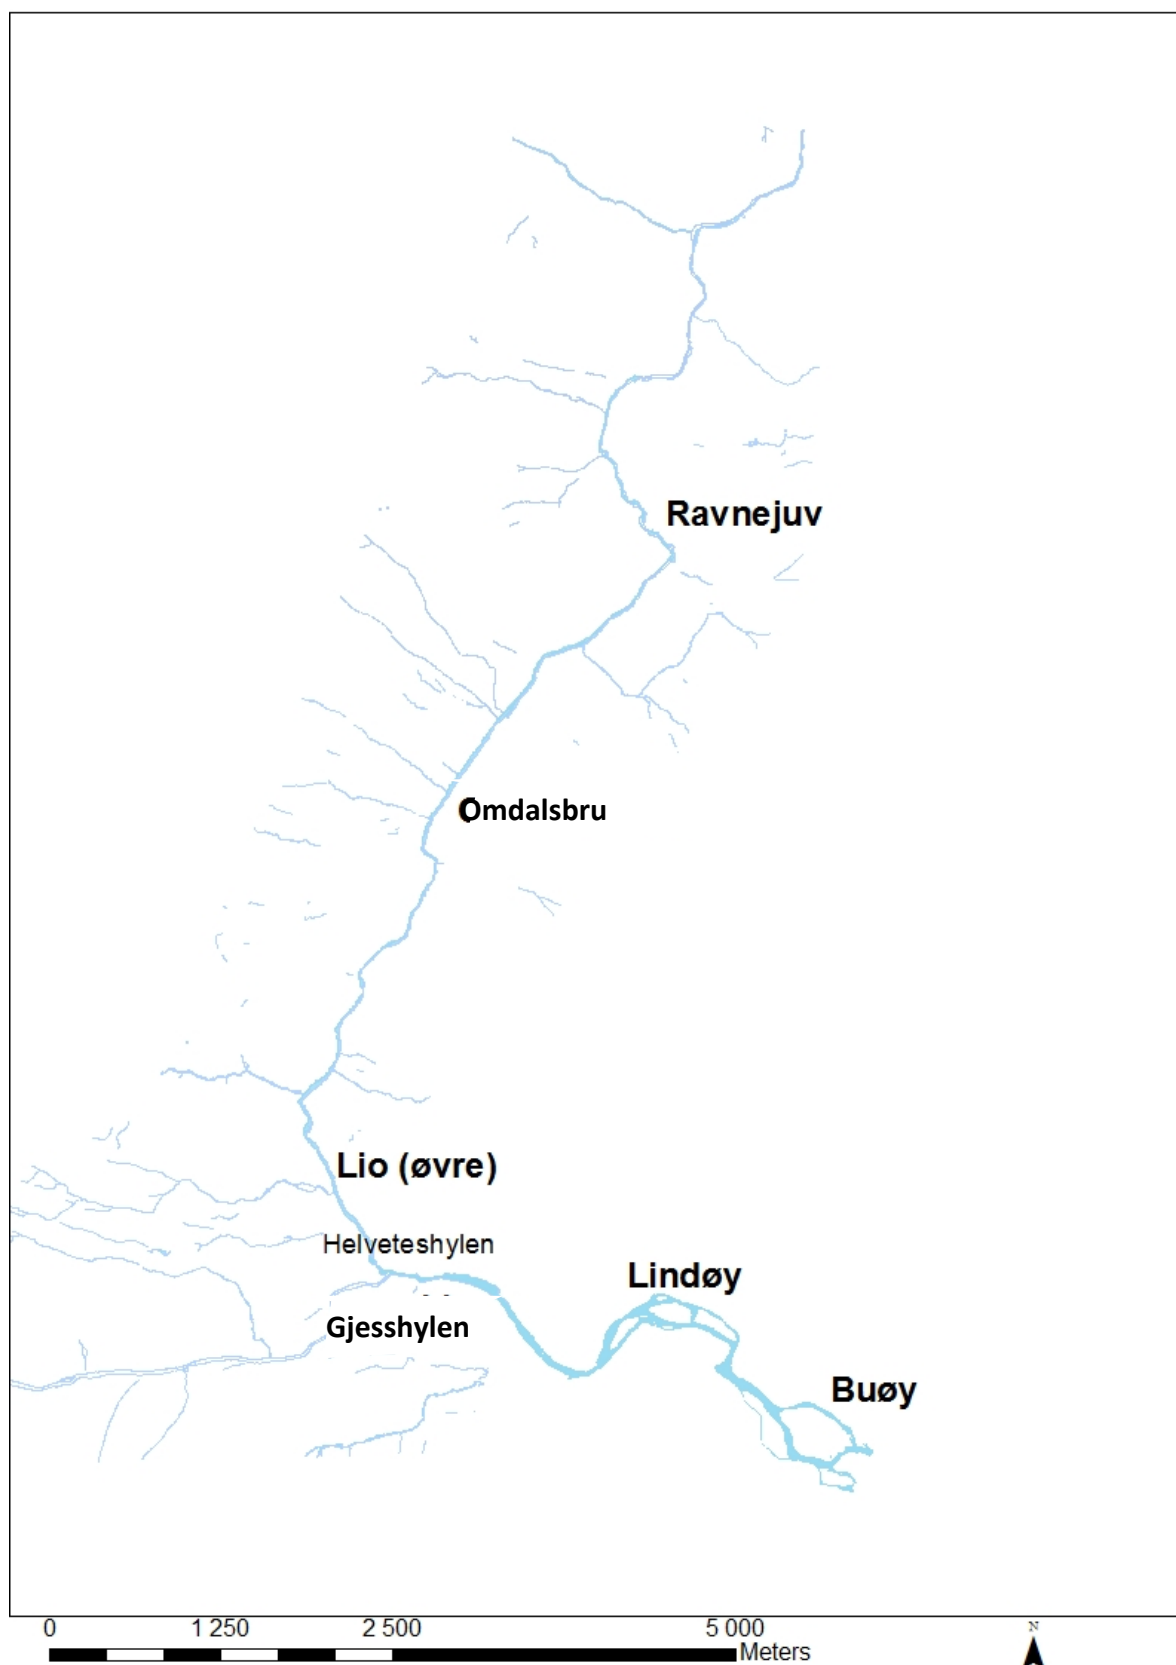 Ravnejuv
Omdalsbru
Lio (øvre)
Helveteshylen
Lindøy
Gjesshylen
Buøy
0 1 250 2 500 5 000
Meters
N